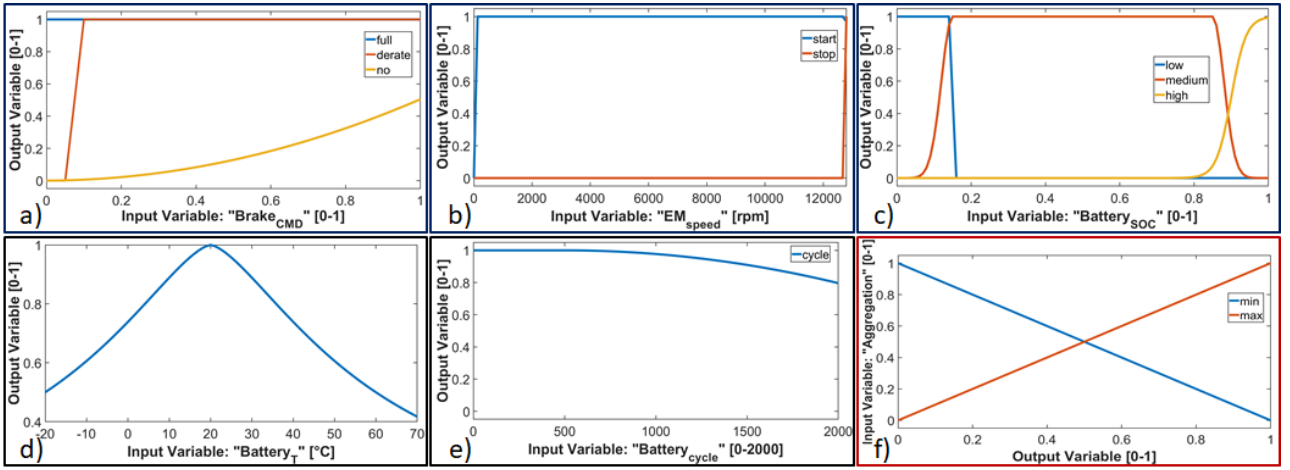 Output Variable [0-1]
1
0.8
0.6
0.4
0.2
0
full
derate
no
0 0.2 0.4 0.6 0.8 1
a) Input Variable: "Brake_CMD" [0-1]
Output Variable [0-1]
1
0.8
0.6
0.4
0.2
0
start
stop
0 2000 4000 6000 8000 10000 12000
b) Input Variable: "EM_speed" [rpm]
Output Variable [0-1]
1
0.8
0.6
0.4
0.2
0
low
medium
high
0 0.2 0.4 0.6 0.8 1
c) Input Variable: "Battery_SOC" [0-1]
Output Variable [0-1]
1
0.8
0.6
0.4
-20 -10 0 10 20 30 40 50 60 70
d) Input Variable: "Battery_T" [°C]
Output Variable [0-1]
1
0.8
0.6
0.4
0.2
0
cycle
0 500 1000 1500 2000
e) Input Variable: "Battery_cycle" [0-2000]
Input Variable: "Aggregation" [0-1]
1
0.8
0.6
0.4
0.2
0
min
max
0 0.2 0.4 0.6 0.8 1
f) Output Variable [0-1]